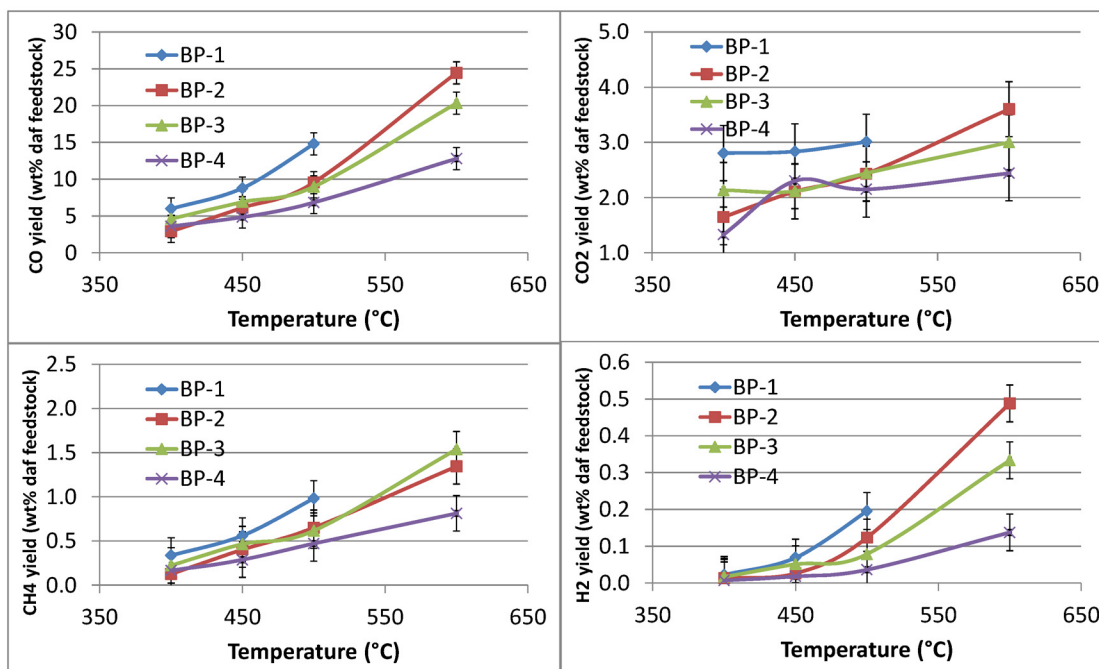 CO yield (wt% daf feedstock)
30
25
20
15
10
5
0
BP-1
BP-2
BP-3
BP-4
350
450
550
650
Temperature (°C)
CO2 yield (wt% daf feedstock)
5.0
4.0
3.0
2.0
1.0
BP-1
BP-2
BP-3
BP-4
350
450
550
650
Temperature (°C)
CH4 yield (wt% daf feedstock)
2.5
2.0
1.5
1.0
0.5
0.0
BP-1
BP-2
BP-3
BP-4
350
450
550
650
Temperature (°C)
H2 yield (wt% daf feedstock)
0.6
0.5
0.4
0.3
0.2
0.1
0.0
BP-1
BP-2
BP-3
BP-4
350
450
550
650
Temperature (°C)